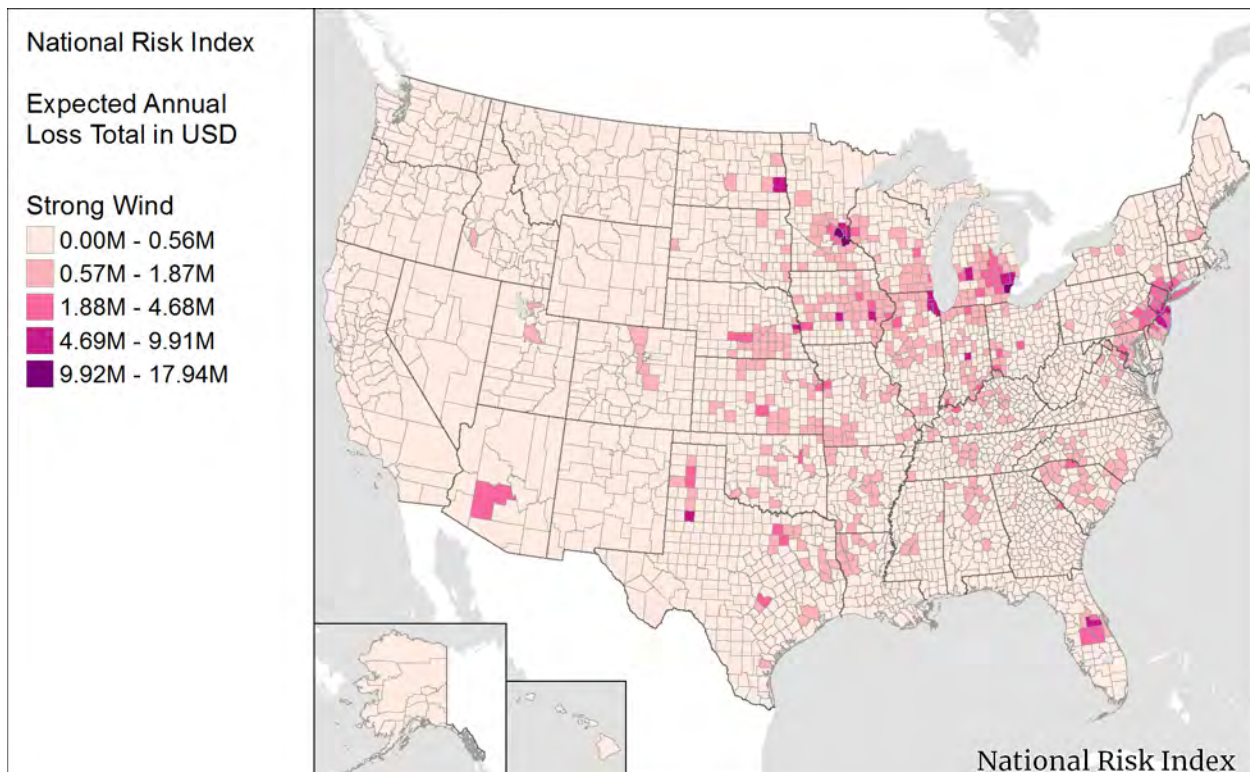 National Risk Index
Expected Annual
Loss Total in USD
Strong Wind
0.00M - 0.56M
0.57M - 1.87M
1.88M - 4.68M
4.69M - 9.91M
9.92M - 17.94M
National Risk Index